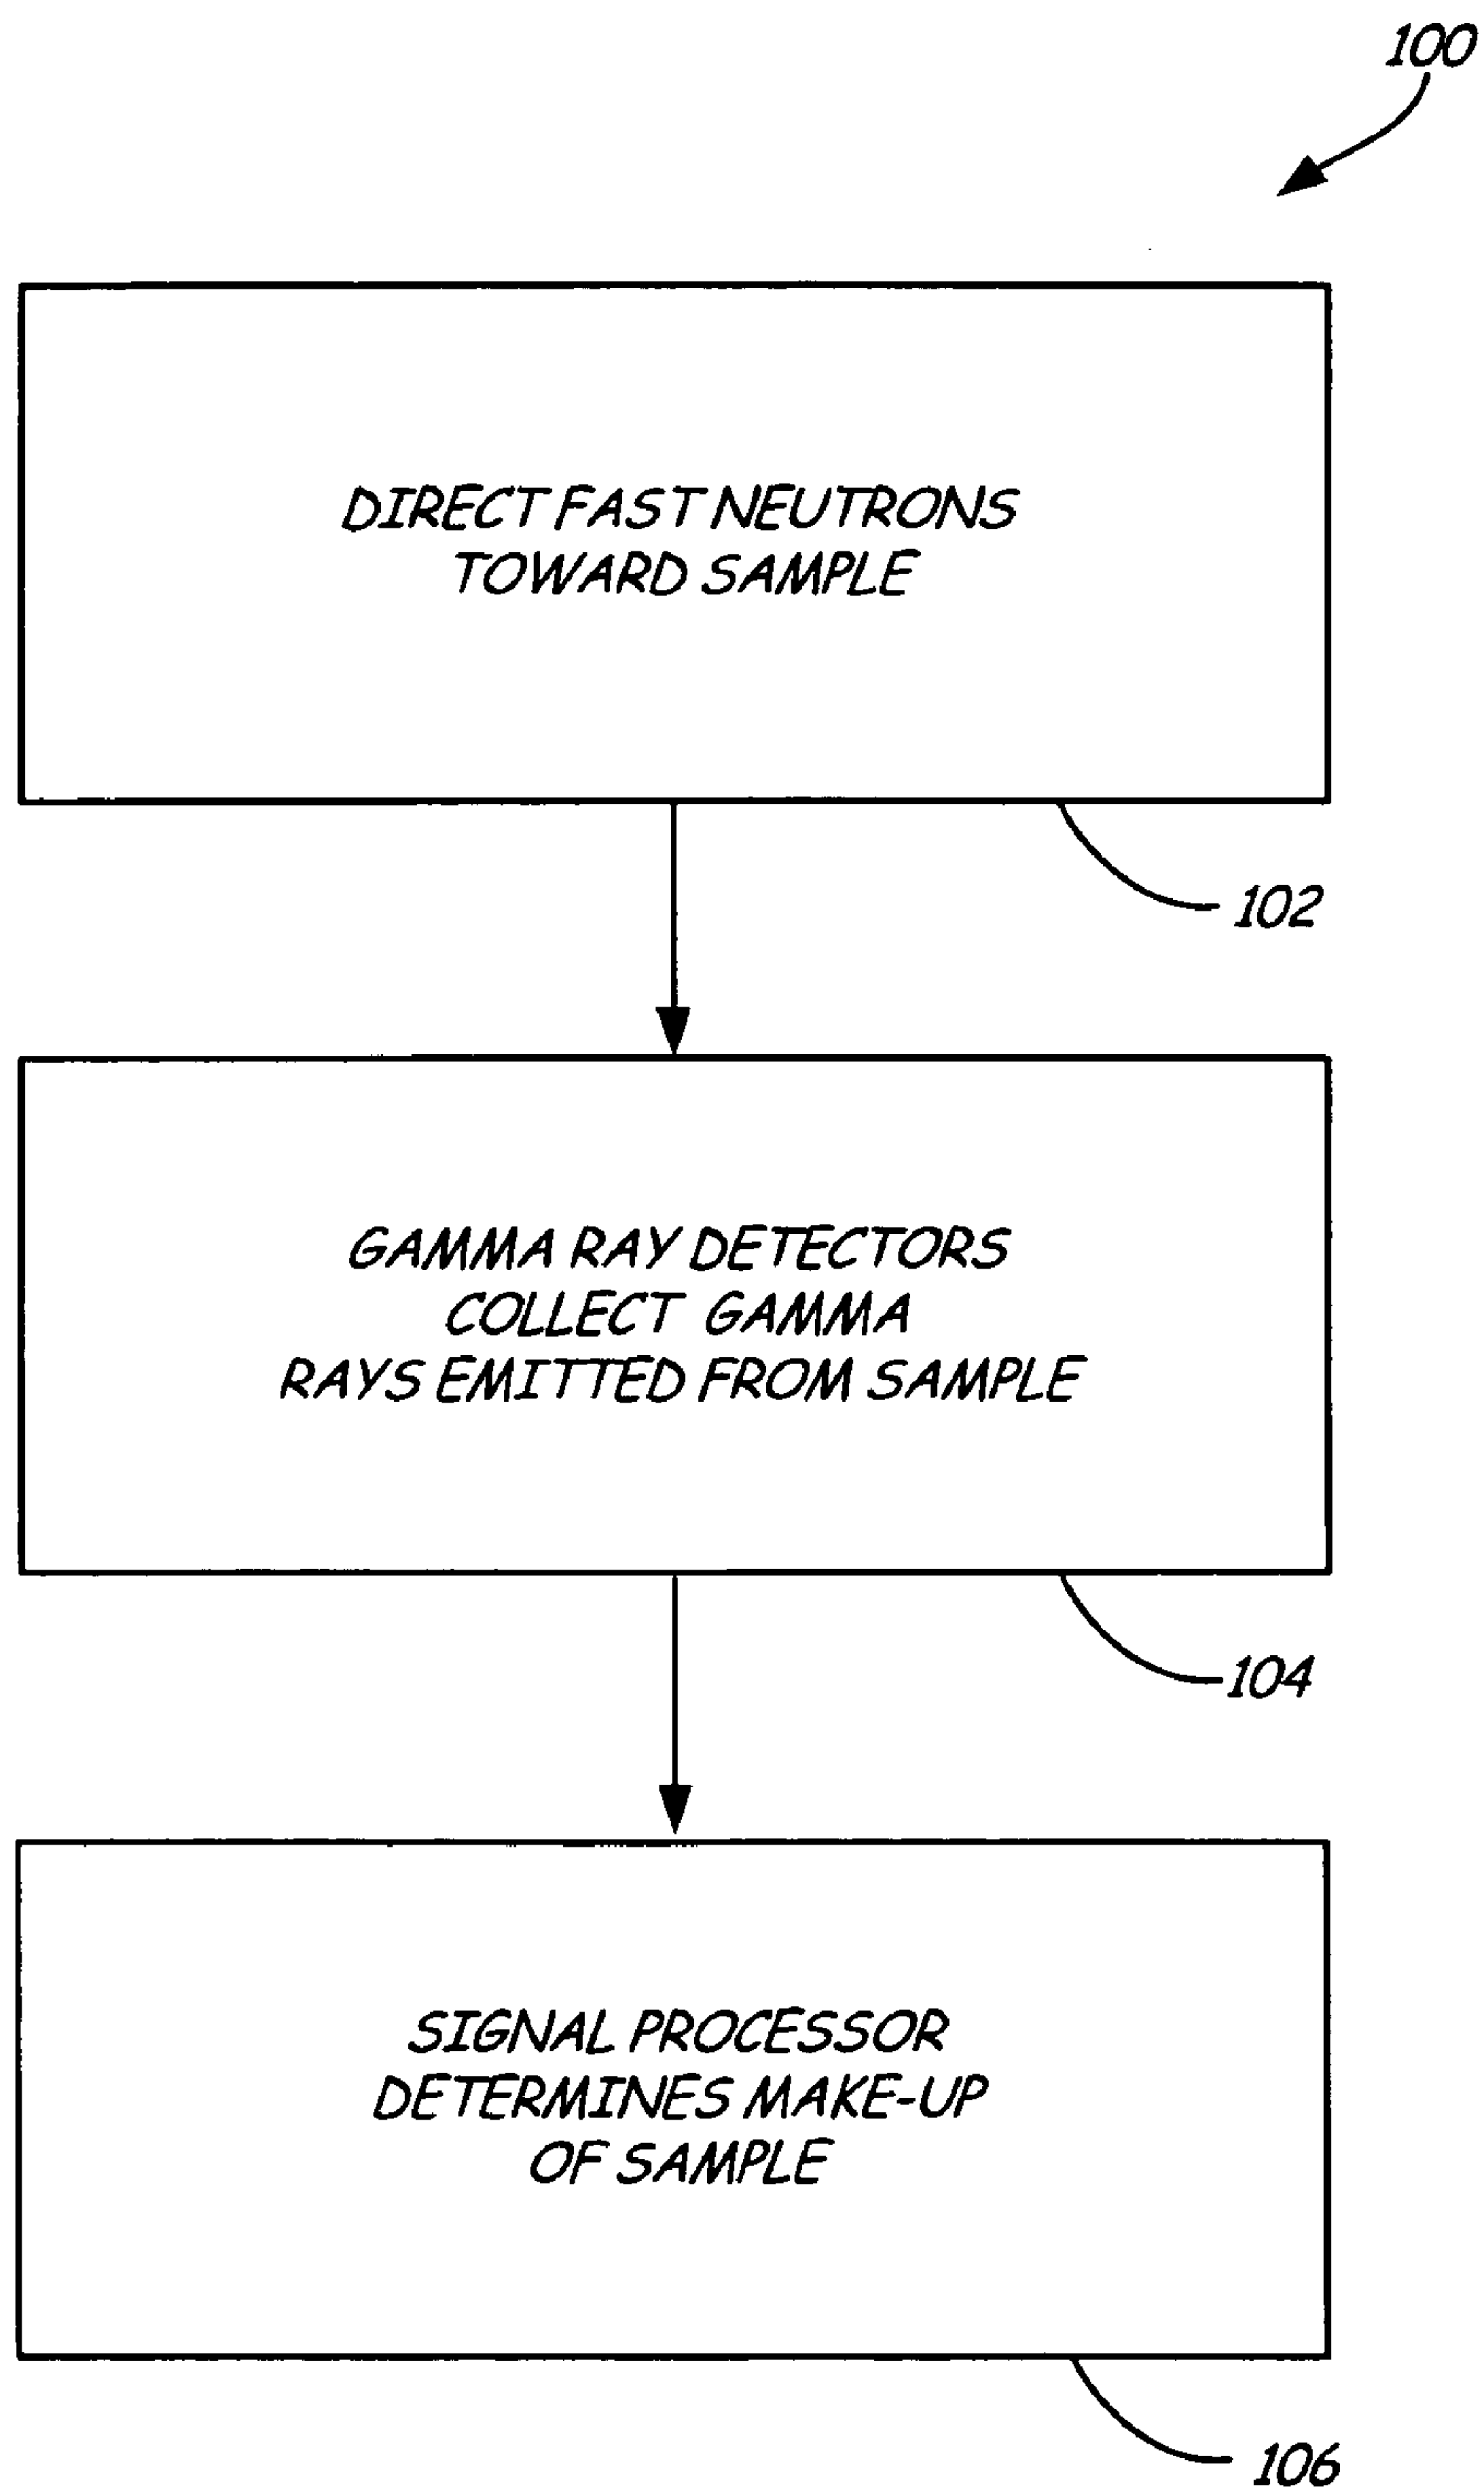 100
DIRECT FAST NEUTRONS
TOWARD SAMPLE
102
GAMMA RAY DETECTORS
COLLECT GAMMA
RAYS EMITTED FROM SAMPLE
104
SIGNAL PROCESSOR
DETERMINES MAKE-UP
OF SAMPLE
106